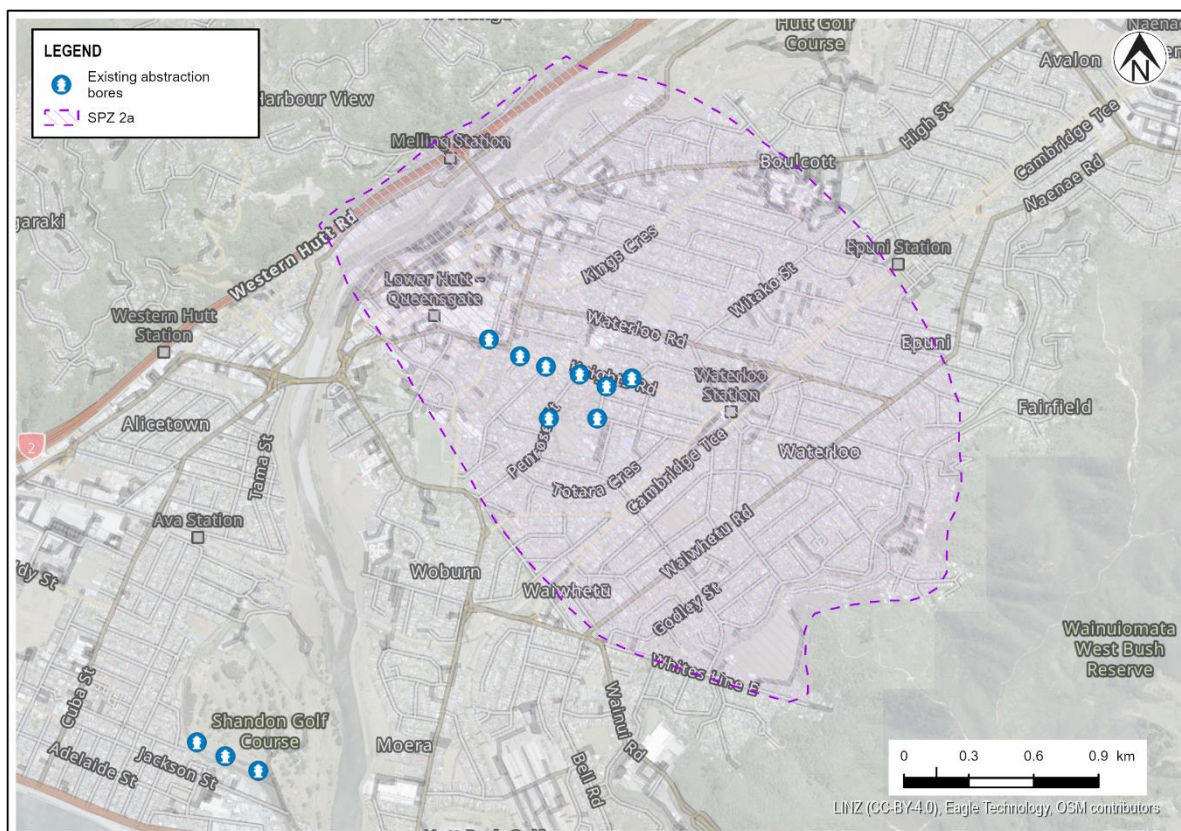 LEGEND
Existing abstraction
bores
SPZ 2a
Hutt Golf
Course
Naenae
Avalon
N
Harbour View
Melling Station
High St
Boulcott
Cambridge Tce
Naenae Rd
Western Hutt Rd
Kings Cres
Epuni Station
Witako St
Lower Hutt -
Queensgate
Western Hutt
Station
Waterloo Rd
Epuni
Knights Rd
Waterloo
Station
Fairfield
2
Alicetown
Tama St
Penrose St
Waterloo
Totara Cres
Cambridge Tce
Ava Station
Waiwhetu Rd
Woburn
Waiwhetū
Godley St
Wainuiomata
West Bush
Reserve
Whites Line E
Cuba St
Wainui Rd
Shandon Golf
Course
Moera
Jackson St
Adelaide St
Bell Rd
0 0.3 0.6 0.9 km
LINZ (CC-BY-4.0), Eagle Technology, OSM contributors